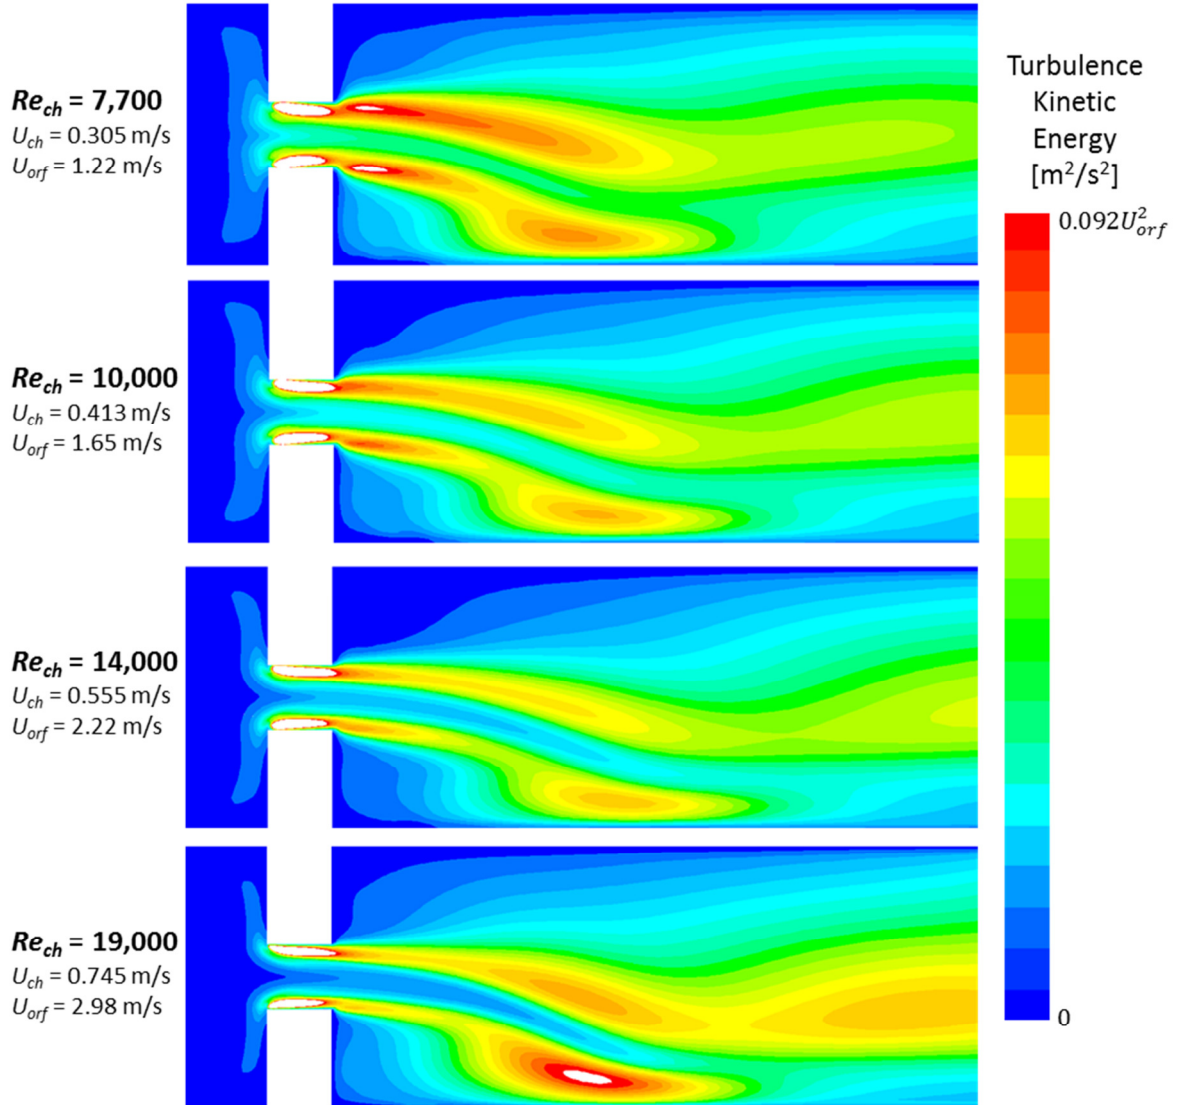 Re_ch = 7,700
U_ch = 0.305 m/s
U_orf = 1.22 m/s
Re_ch = 10,000
U_ch = 0.413 m/s
U_orf = 1.65 m/s
Re_ch = 14,000
U_ch = 0.555 m/s
U_orf = 2.22 m/s
Re_ch = 19,000
U_ch = 0.745 m/s
U_orf = 2.98 m/s
Turbulence
Kinetic
Energy
[m²/s²]
0.092U²_orf
0